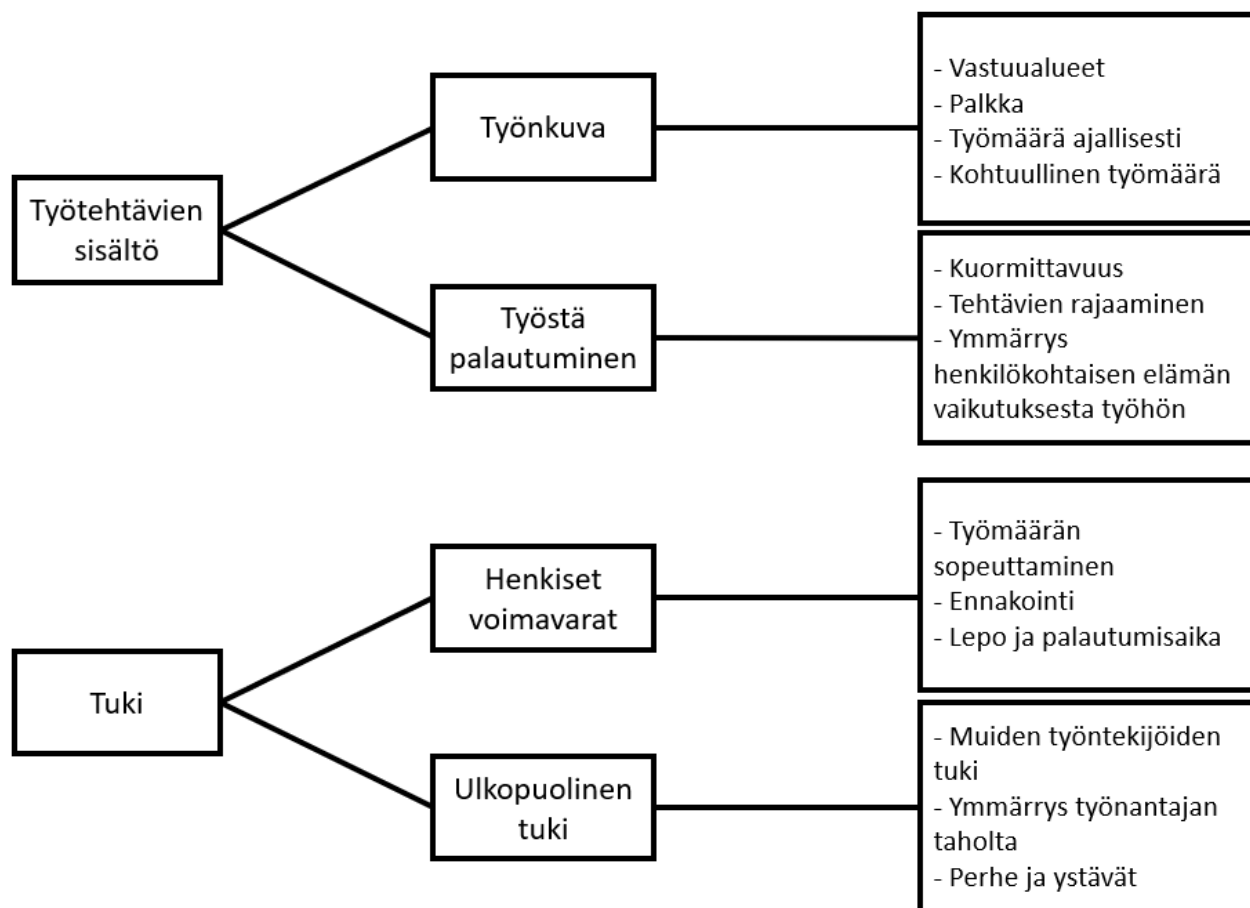 Työtehtävien
sisältö
Työnkuva
- Vastuualueet
- Palkka
- Työmäärä ajallisesti
- Kohtuullinen työmäärä
Työstä
palautuminen
- Kuormittavuus
- Tehtävien rajaaminen
- Ymmärrys
henkilökohtaisen elämän
vaikutuksesta työhön
Tuki
Henkiset
voimavarat
- Työmäärän
sopeuttaminen
- Ennakointi
- Lepo ja palautumisaika
Ulkopuolinen
tuki
- Muiden työntekijöiden
tuki
- Ymmärrys työnantajan
taholta
- Perhe ja ystävät